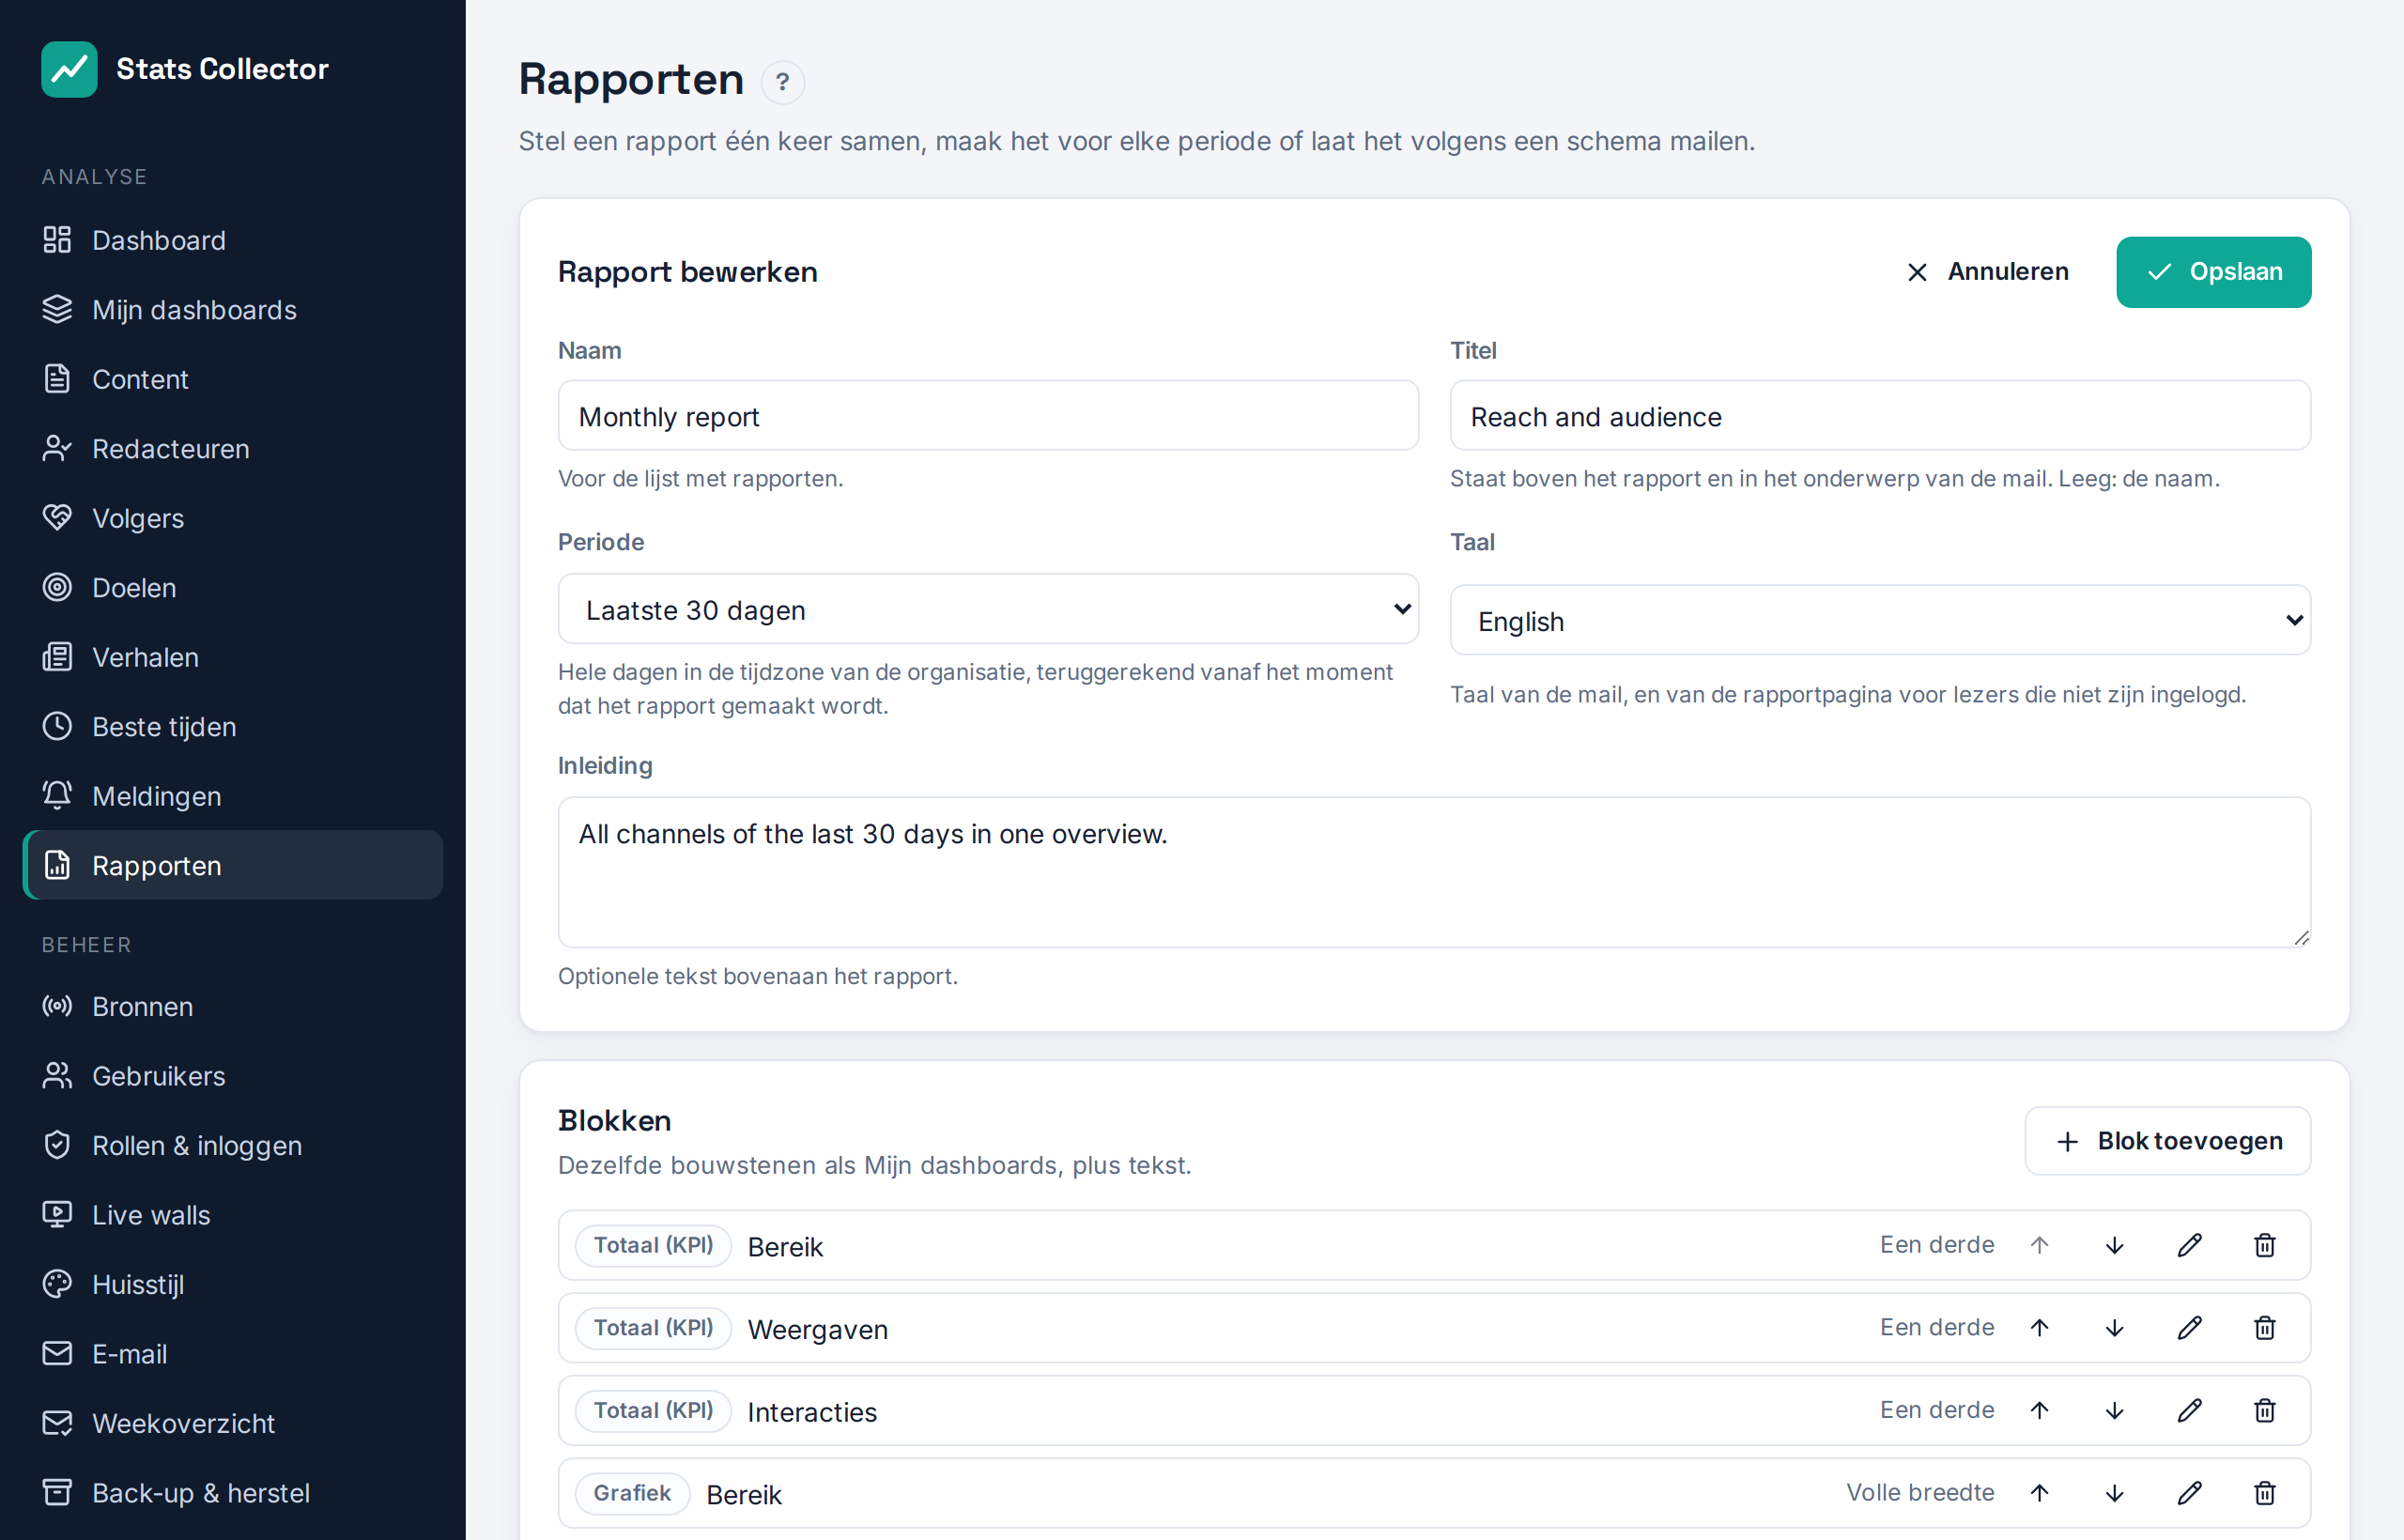 Stats Collector
ANALYSE
Dashboard
Mijn dashboards
Content
Redacteuren
Volgers
Doelen
Verhalen
Beste tijden
Meldingen
Rapporten
BEHEER
Bronnen
Gebruikers
Rollen & inloggen
Live walls
Huisstijl
E-mail
Weekoverzicht
Back-up & herstel
Rapporten ?
Stel een rapport één keer samen, maak het voor elke periode of laat het volgens een schema mailen.
Rapport bewerken
Annuleren
Opslaan
Naam
Monthly report
Voor de lijst met rapporten.
Titel
Reach and audience
Staat boven het rapport en in het onderwerp van de mail. Leeg: de naam.
Periode
Laatste 30 dagen
Hele dagen in de tijdzone van de organisatie, teruggerekend vanaf het moment
dat het rapport gemaakt wordt.
Taal
English
Taal van de mail, en van de rapportpagina voor lezers die niet zijn ingelogd.
Inleiding
All channels of the last 30 days in one overview.
Optionele tekst bovenaan het rapport.
Blokken
Dezelfde bouwstenen als Mijn dashboards, plus tekst.
Blok toevoegen
Totaal (KPI) Bereik Een derde
Totaal (KPI) Weergaven Een derde
Totaal (KPI) Interacties Een derde
Grafiek Bereik Volle breedte